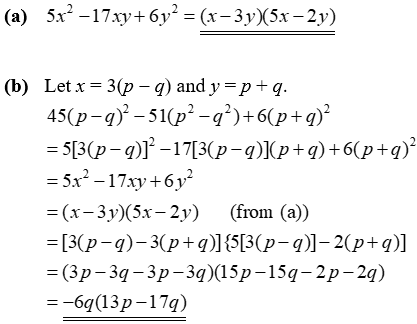 (a) 5x² − 17xy + 6y² = (x − 3y)(5x − 2y)
(b) Let x = 3(p − q) and y = p + q.
45(p − q)² − 51(p² − q²) + 6(p + q)²
= 5[3(p − q)]² − 17[3(p − q)](p + q) + 6(p + q)²
= 5x² − 17xy + 6y²
= (x − 3y)(5x − 2y) (from (a))
= [3(p − q) − 3(p + q)]{5[3(p − q)] − 2(p + q)]
= (3p − 3q − 3p − 3q)(15p − 15q − 2p − 2q)
= −6q(13p − 17q)